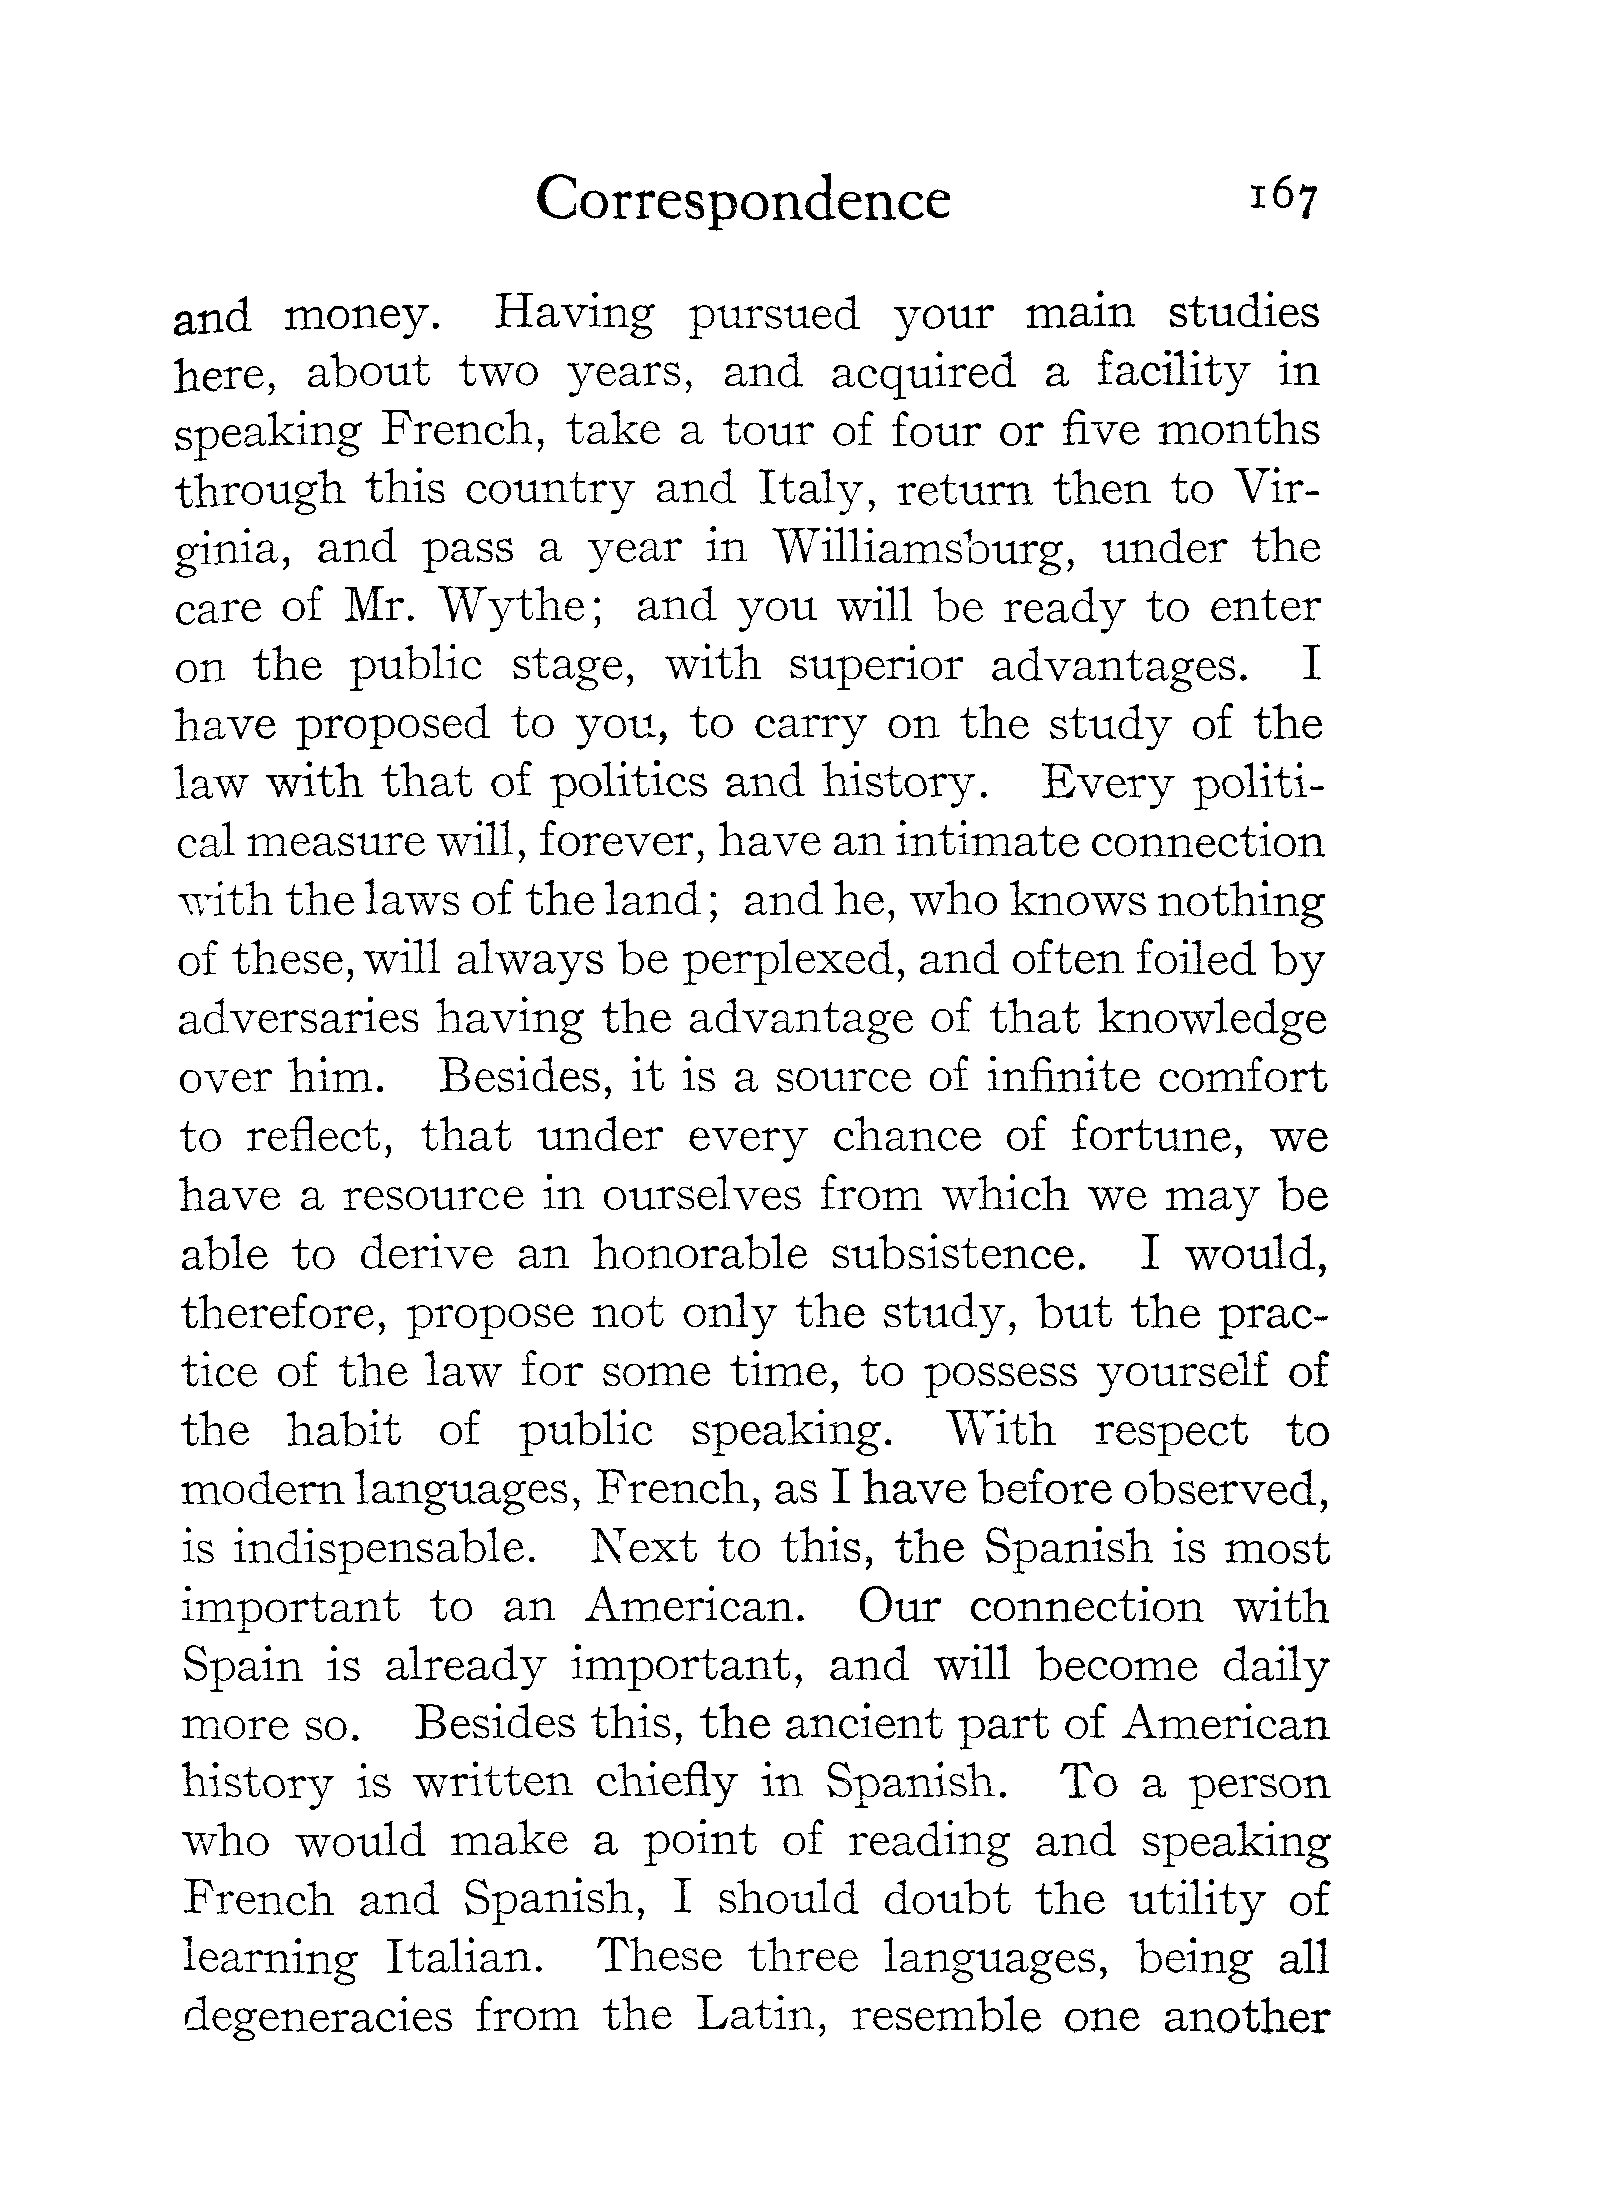 Correspondence 167
and money. Having pursued your main studies
here, about two years, and acquired a facility in
speaking French, take a tour of four or five months
through this country and Italy, return then to Vir-
ginia, and pass a year in Williamsburg, under the
care of Mr. Wythe; and you will be ready to enter
on the public stage, with superior advantages. I
have proposed to you, to carry on the study of the
law with that of politics and history. Every politi-
cal measure will, forever, have an intimate connection
with the laws of the land; and he, who knows nothing
of these, will always be perplexed, and often foiled by
adversaries having the advantage of that knowledge
over him. Besides, it is a source of infinite comfort
to reflect, that under every chance of fortune, we
have a resource in ourselves from which we may be
able to derive an honorable subsistence. I would,
therefore, propose not only the study, but the prac-
tice of the law for some time, to possess yourself of
the habit of public speaking. With respect to
modern languages, French, as I have before observed,
is indispensable. Next to this, the Spanish is most
important to an American. Our connection with
Spain is already important, and will become daily
more so. Besides this, the ancient part of American
history is written chiefly in Spanish. To a person
who would make a point of reading and speaking
French and Spanish, I should doubt the utility of
learning Italian. These three languages, being all
degeneracies from the Latin, resemble one another